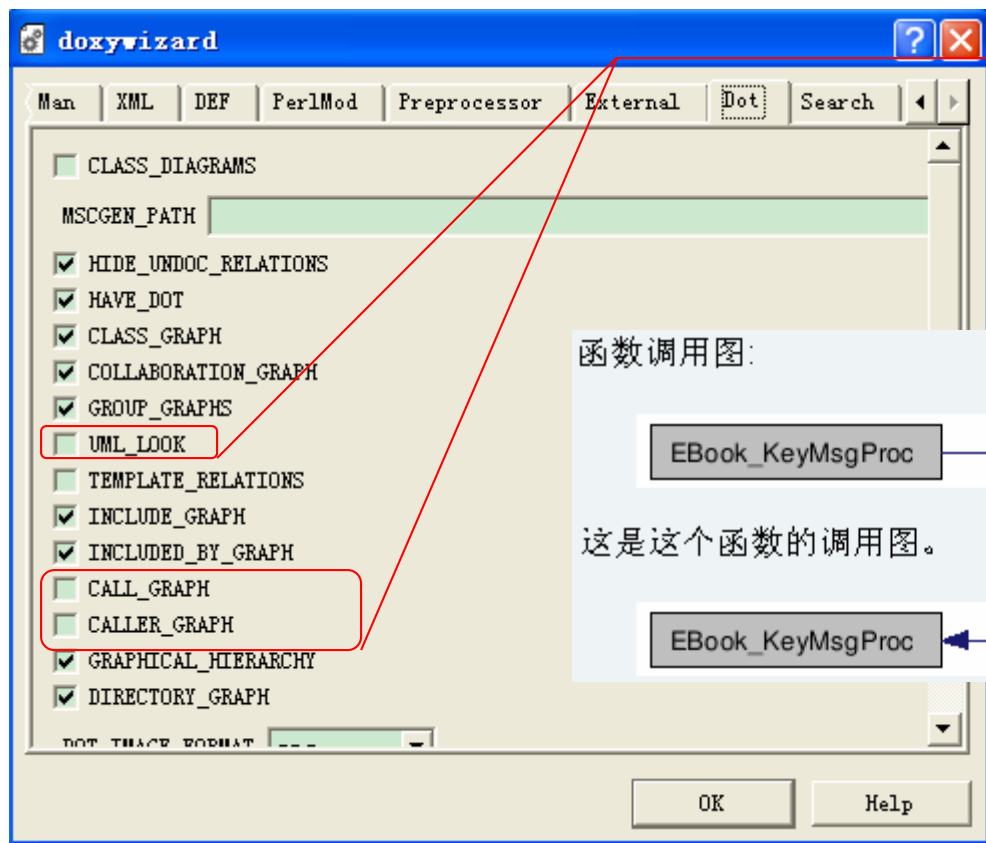 doxywizard
Man XML DEF PerlMod Preprocessor External Dot Search
CLASS_DIAGRAMS
MSCGEN_PATH
HIDE_UNDOC_RELATIONS
HAVE_DOT
CLASS_GRAPH
COLLABORATION_GRAPH
GROUP_GRAPHS
UML_LOOK
TEMPLATE_RELATIONS
INCLUDE_GRAPH
INCLUDED_BY_GRAPH
CALL_GRAPH
CALLER_GRAPH
GRAPHICAL_HIERARCHY
DIRECTORY_GRAPH
DOT_IMAGE_FORMAT
函数调用图:
EBook_KeyMsgProc
这是这个函数的调用图。
EBook_KeyMsgProc
OK Help